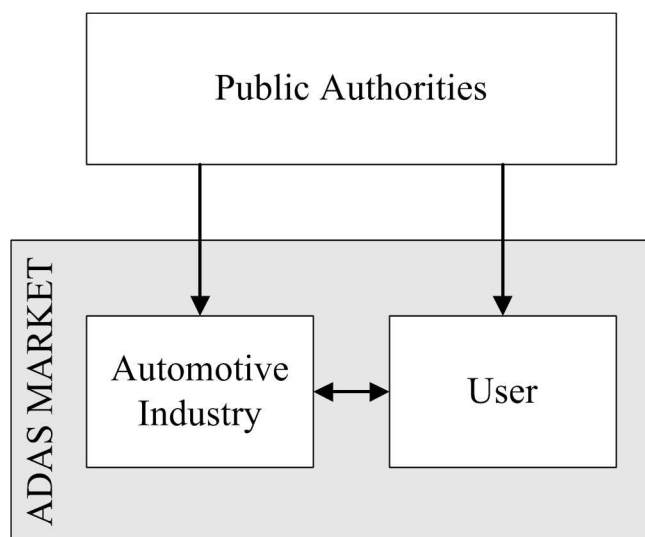 Public Authorities
ADAS MARKET
Automotive
Industry
User